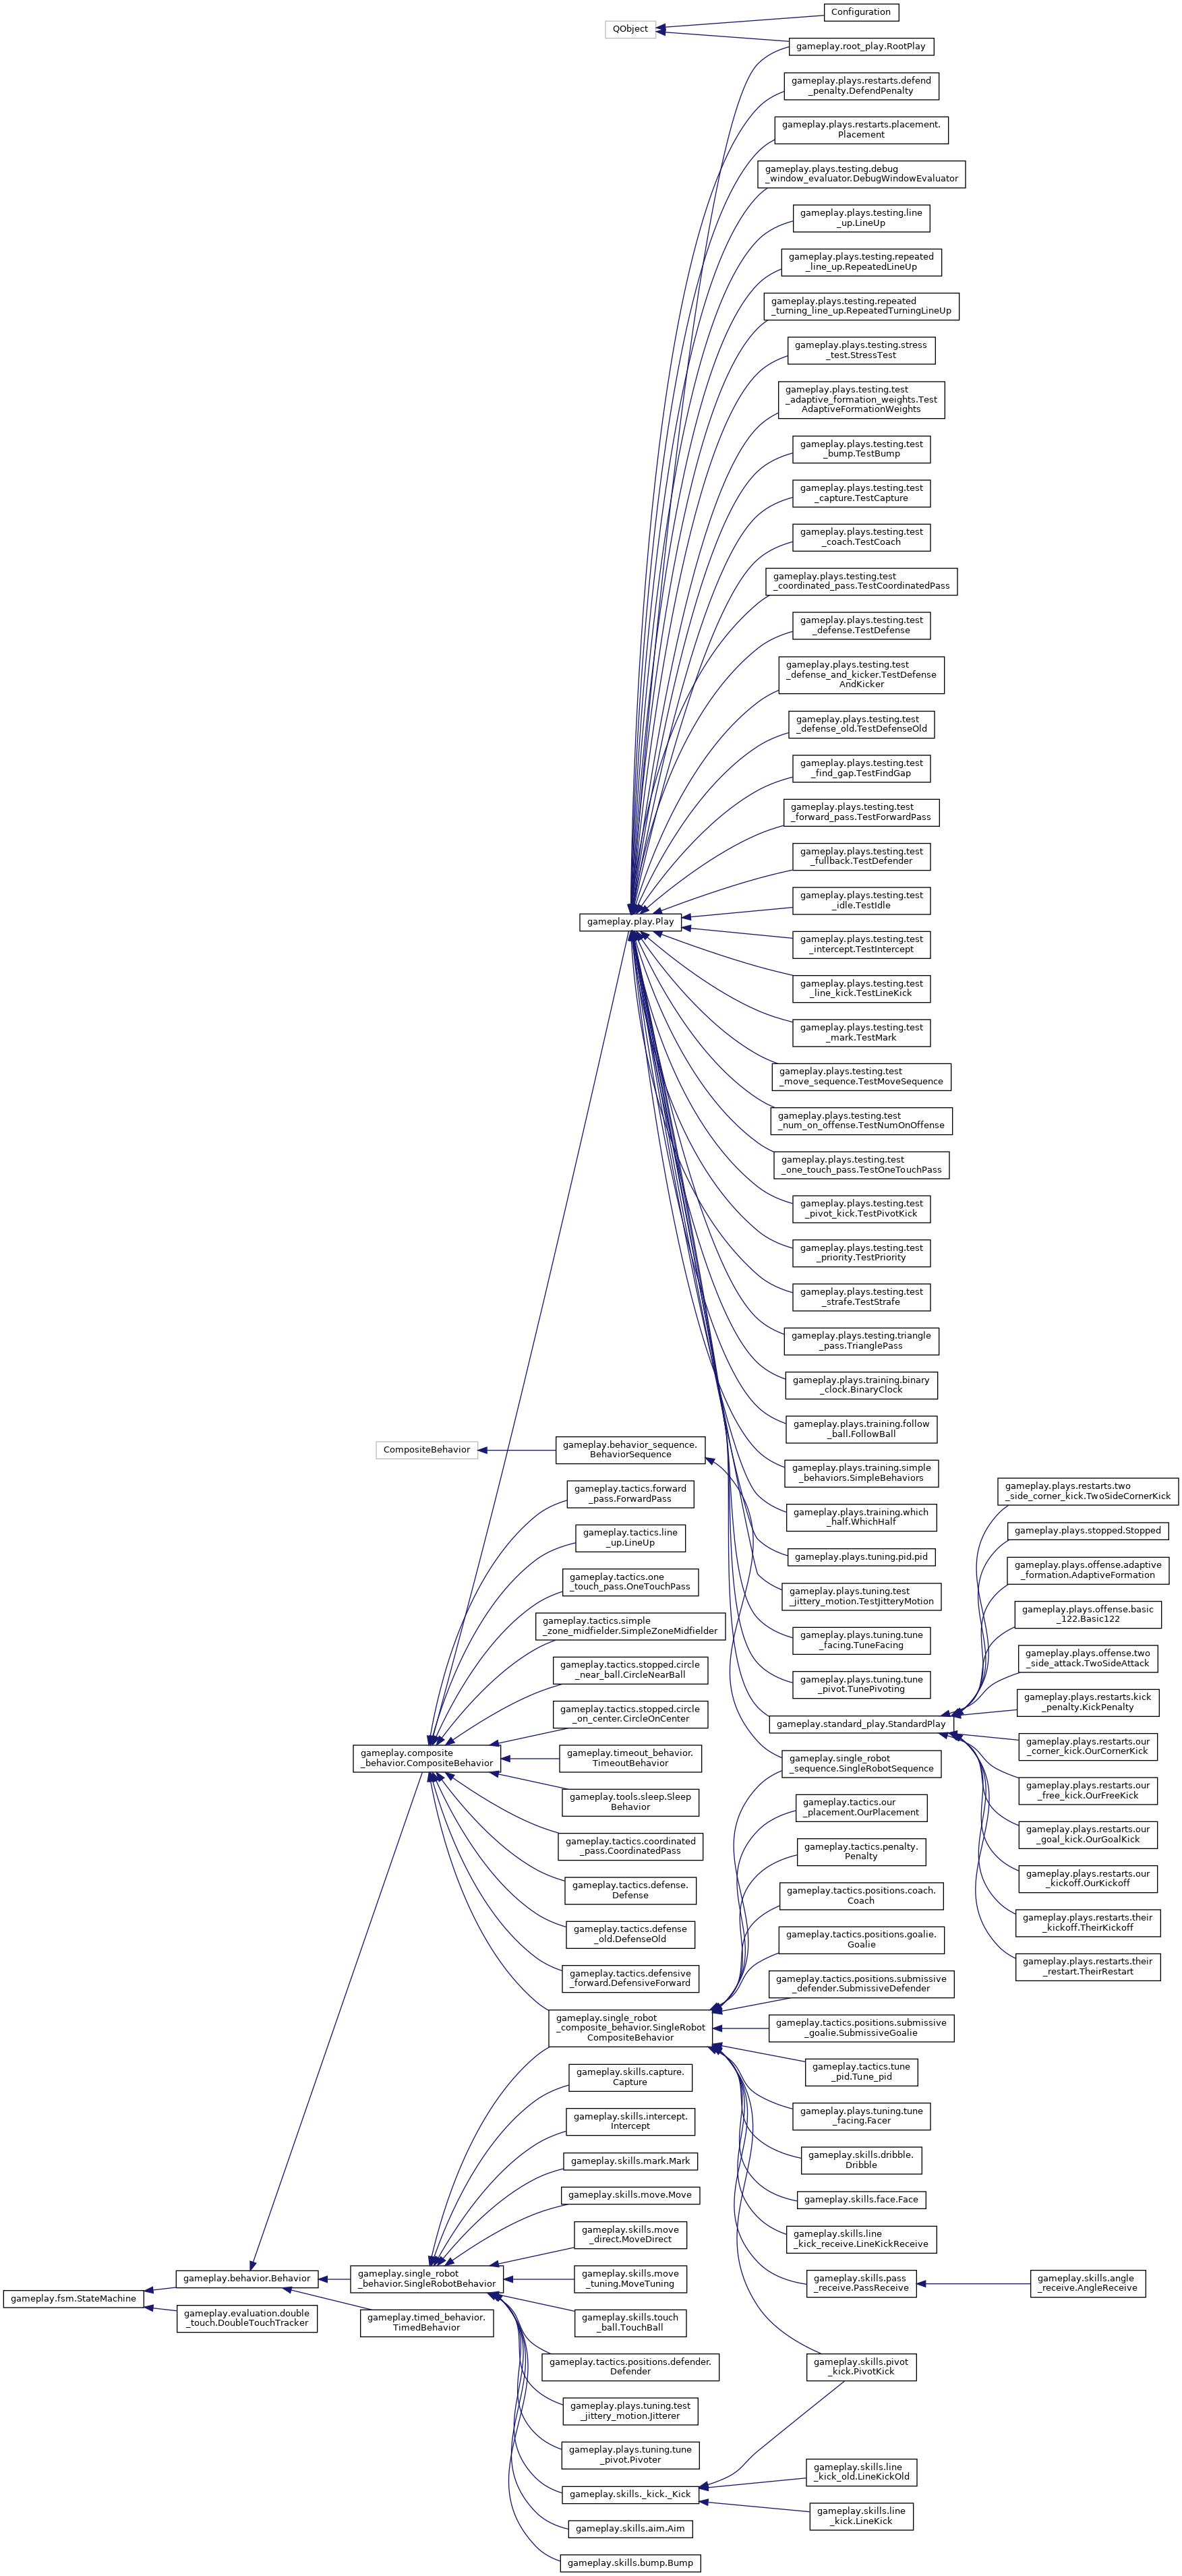 Configuration
QObject
gameplay.root_play.RootPlay
gameplay.plays.restarts.defend
_penalty.DefendPenalty
gameplay.plays.restarts.placement.
Placement
gameplay.plays.testing.debug
_window_evaluator.DebugWindowEvaluator
gameplay.plays.testing.line
_up.LineUp
gameplay.plays.testing.repeated
_line_up.RepeatedLineUp
gameplay.plays.testing.repeated
_turning_line_up.RepeatedTurningLineUp
gameplay.plays.testing.stress
_test.StressTest
gameplay.plays.testing.test
_adaptive_formation_weights.Test
AdaptiveFormationWeights
gameplay.plays.testing.test
_bump.TestBump
gameplay.plays.testing.test
_capture.TestCapture
gameplay.plays.testing.test
_coach.TestCoach
gameplay.plays.testing.test
_coordinated_pass.TestCoordinatedPass
gameplay.plays.testing.test
_defense.TestDefense
gameplay.plays.testing.test
_defense_and_kicker.TestDefense
AndKicker
gameplay.plays.testing.test
_defense_old.TestDefenseOld
gameplay.plays.testing.test
_find_gap.TestFindGap
gameplay.plays.testing.test
_forward_pass.TestForwardPass
gameplay.plays.testing.test
_fullback.TestDefender
gameplay.plays.testing.test
_idle.TestIdle
gameplay.play.Play
gameplay.plays.testing.test
_intercept.TestIntercept
gameplay.plays.testing.test
_line_kick.TestLineKick
gameplay.plays.testing.test
_mark.TestMark
gameplay.plays.testing.test
_move_sequence.TestMoveSequence
gameplay.plays.testing.test
_num_on_offense.TestNumOnOffense
gameplay.plays.testing.test
_one_touch_pass.TestOneTouchPass
gameplay.plays.testing.test
_pivot_kick.TestPivotKick
gameplay.plays.testing.test
_priority.TestPriority
gameplay.plays.testing.test
_strafe.TestStrafe
gameplay.plays.testing.triangle
_pass.TrianglePass
gameplay.plays.training.binary
_clock.BinaryClock
gameplay.plays.training.follow
_ball.FollowBall
CompositeBehavior
gameplay.behavior_sequence.
BehaviorSequence
gameplay.plays.training.simple
_behaviors.SimpleBehaviors
gameplay.plays.training.which
_half.WhichHalf
gameplay.plays.tuning.pid.pid
gameplay.plays.tuning.test
_jittery_motion.TestJitteryMotion
gameplay.plays.tuning.tune
_facing.TuneFacing
gameplay.plays.tuning.tune
_pivot.TunePivoting
gameplay.standard_play.StandardPlay
gameplay.plays.restarts.two
_side_corner_kick.TwoSideCornerKick
gameplay.plays.stopped.Stopped
gameplay.plays.offense.adaptive
_formation.AdaptiveFormation
gameplay.plays.offense.basic
_122.Basic122
gameplay.plays.offense.two
_side_attack.TwoSideAttack
gameplay.plays.restarts.kick
_penalty.KickPenalty
gameplay.plays.restarts.our
_corner_kick.OurCornerKick
gameplay.plays.restarts.our
_free_kick.OurFreeKick
gameplay.plays.restarts.our
_goal_kick.OurGoalKick
gameplay.plays.restarts.our
_kickoff.OurKickoff
gameplay.plays.restarts.their
_kickoff.TheirKickoff
gameplay.plays.restarts.their
_restart.TheirRestart
gameplay.tactics.forward
_pass.ForwardPass
gameplay.tactics.line
_up.LineUp
gameplay.tactics.one
_touch_pass.OneTouchPass
gameplay.tactics.simple
_zone_midfielder.SimpleZoneMidfielder
gameplay.tactics.stopped.circle
_near_ball.CircleNearBall
gameplay.tactics.stopped.circle
_on_center.CircleOnCenter
gameplay.composite
_behavior.CompositeBehavior
gameplay.timeout_behavior.
TimeoutBehavior
gameplay.tools.sleep.Sleep
Behavior
gameplay.tactics.coordinated
_pass.CoordinatedPass
gameplay.tactics.defense.
Defense
gameplay.tactics.defense
_old.DefenseOld
gameplay.tactics.defensive
_forward.DefensiveForward
gameplay.single_robot
_composite_behavior.SingleRobot
CompositeBehavior
gameplay.single_robot
_sequence.SingleRobotSequence
gameplay.tactics.our
_placement.OurPlacement
gameplay.tactics.penalty.
Penalty
gameplay.tactics.positions.coach.
Coach
gameplay.tactics.positions.goalie.
Goalie
gameplay.tactics.positions.submissive
_defender.SubmissiveDefender
gameplay.tactics.positions.submissive
_goalie.SubmissiveGoalie
gameplay.tactics.tune
_pid.Tune_pid
gameplay.plays.tuning.tune
_facing.Facer
gameplay.skills.dribble.
Dribble
gameplay.skills.face.Face
gameplay.skills.line
_kick_receive.LineKickReceive
gameplay.skills.pass
_receive.PassReceive
gameplay.skills.angle
_receive.AngleReceive
gameplay.skills.pivot
_kick.PivotKick
gameplay.skills.capture.
Capture
gameplay.skills.intercept.
Intercept
gameplay.skills.mark.Mark
gameplay.skills.move.Move
gameplay.skills.move
_direct.MoveDirect
gameplay.fsm.StateMachine
gameplay.behavior.Behavior
gameplay.single_robot
_behavior.SingleRobotBehavior
gameplay.skills.move
_tuning.MoveTuning
gameplay.evaluation.double
_touch.DoubleTouchTracker
gameplay.timed_behavior.
TimedBehavior
gameplay.skills.touch
_ball.TouchBall
gameplay.tactics.positions.defender.
Defender
gameplay.plays.tuning.test
_jittery_motion.Jitterer
gameplay.plays.tuning.tune
_pivot.Pivoter
gameplay.skills._kick._Kick
gameplay.skills.line
_kick_old.LineKickOld
gameplay.skills.line
_kick.LineKick
gameplay.skills.aim.Aim
gameplay.skills.bump.Bump